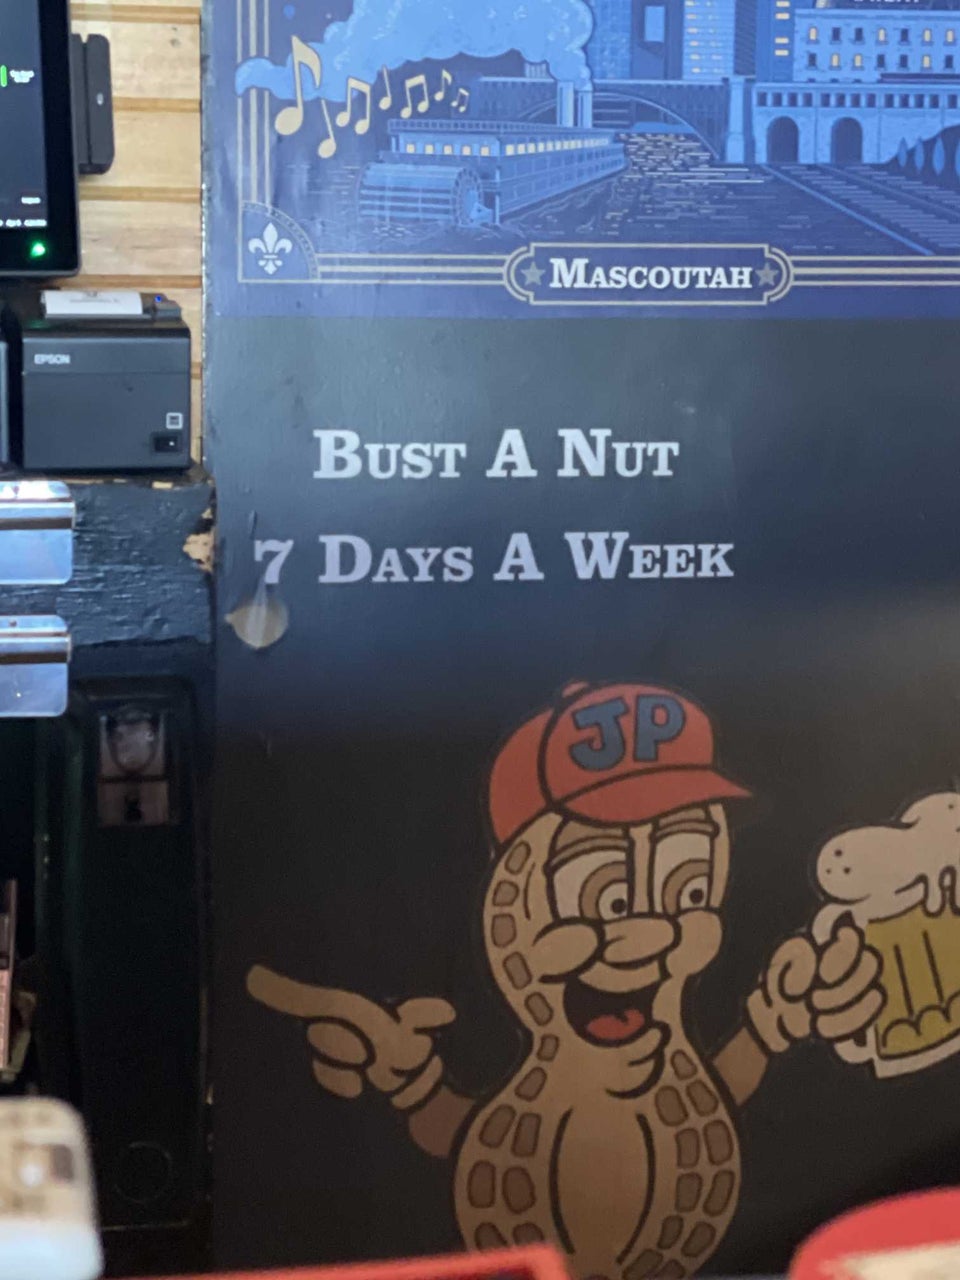 MASCOUTAH
EPSON
BUST A NUT
7 DAYS A WEEK
JP